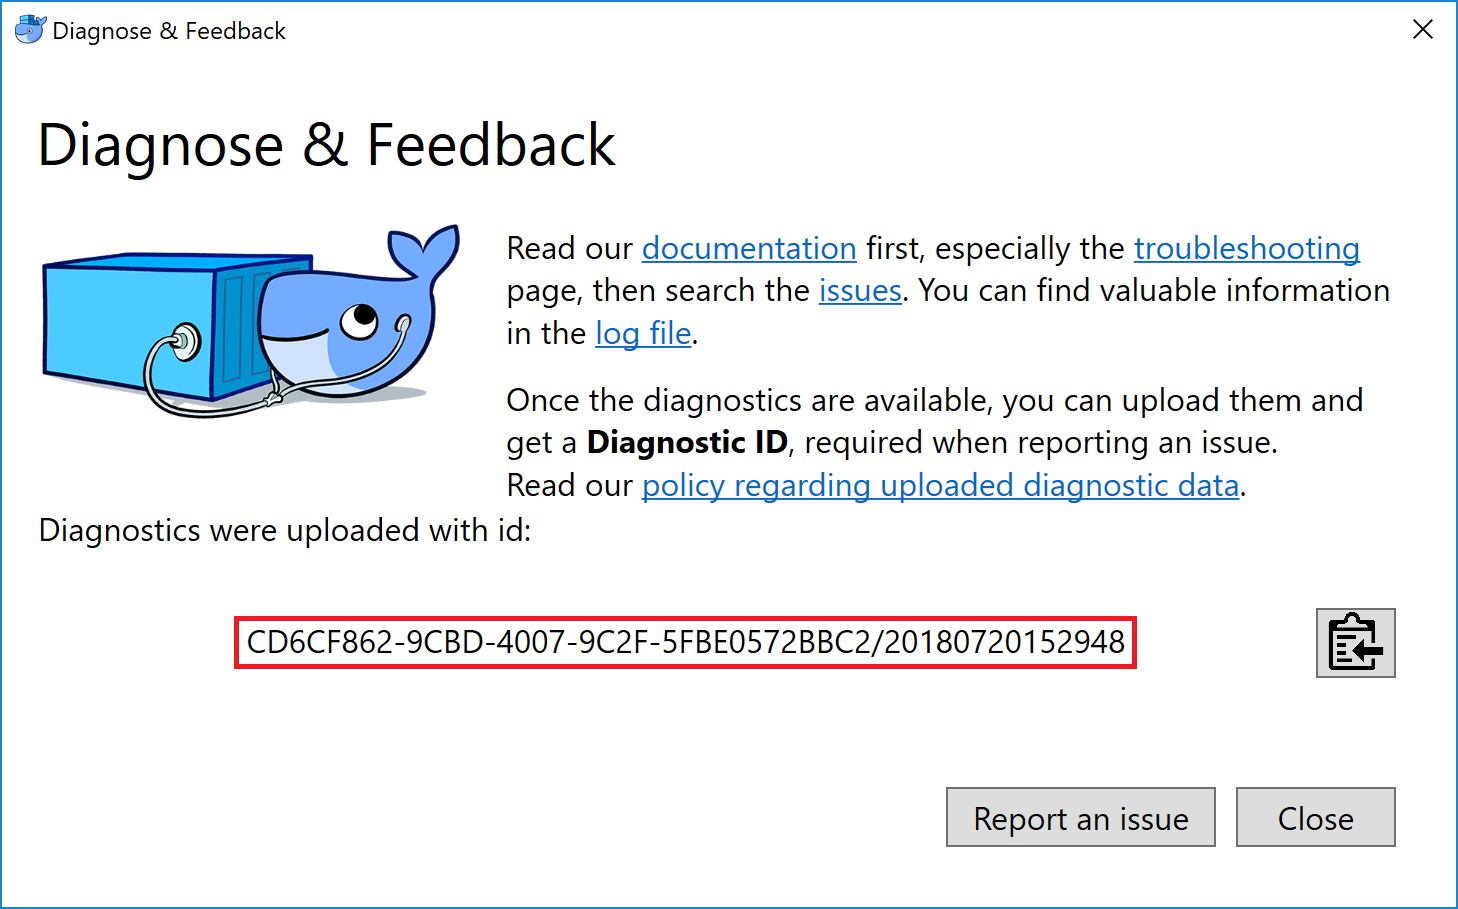 Diagnose & Feedback
Diagnose & Feedback
Read our documentation first, especially the troubleshooting
page, then search the issues. You can find valuable information
in the log file.
Once the diagnostics are available, you can upload them and
get a Diagnostic ID, required when reporting an issue.
Read our policy regarding uploaded diagnostic data.
Diagnostics were uploaded with id:
CD6CF862-9CBD-4007-9C2F-5FBE0572BBC2/20180720152948
Report an issue
Close